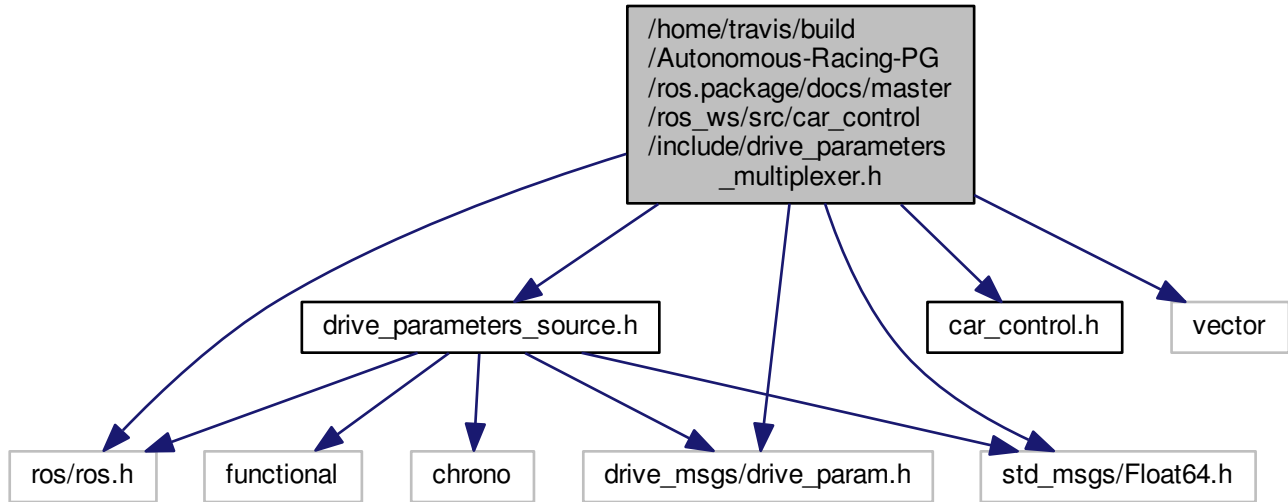 /home/travis/build
/Autonomous-Racing-PG
/ros.package/docs/master
/ros_ws/src/car_control
/include/drive_parameters
_multiplexer.h
drive_parameters_source.h
car_control.h
vector
ros/ros.h
functional
chrono
drive_msgs/drive_param.h
std_msgs/Float64.h